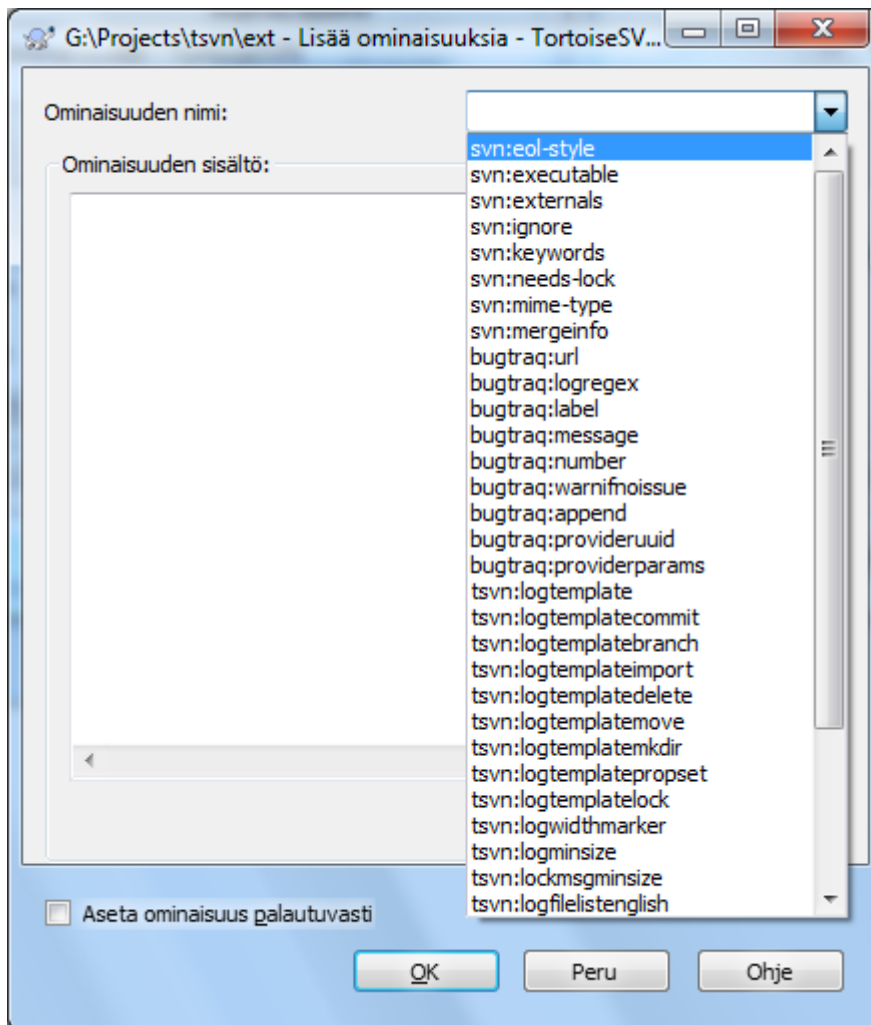 G:\Projects\tsvn\ext - Lisää ominaisuuksia - TortoiseSV...
Ominaisuuden nimi:
Ominaisuuden sisältö:
svn:eol-style
svn:executable
svn:externals
svn:ignore
svn:keywords
svn:needs-lock
svn:mime-type
svn:mergeinfo
bugtraq:url
bugtraq:logregex
bugtraq:label
bugtraq:message
bugtraq:number
bugtraq:warnifnoissue
bugtraq:append
bugtraq:provideruuid
bugtraq:providerparams
tsvn:logtemplate
tsvn:logtemplatecommit
tsvn:logtemplatebranch
tsvn:logtemplateimport
tsvn:logtemplatedelete
tsvn:logtemplatemove
tsvn:logtemplatemkdir
tsvn:logtemplatepropset
tsvn:logtemplatelock
tsvn:logwidthmarker
tsvn:logminsize
tsvn:lockmsgminsize
tsvn:logfilelistenglish
Aseta ominaisuus palautuvasti
OK Peru Ohje